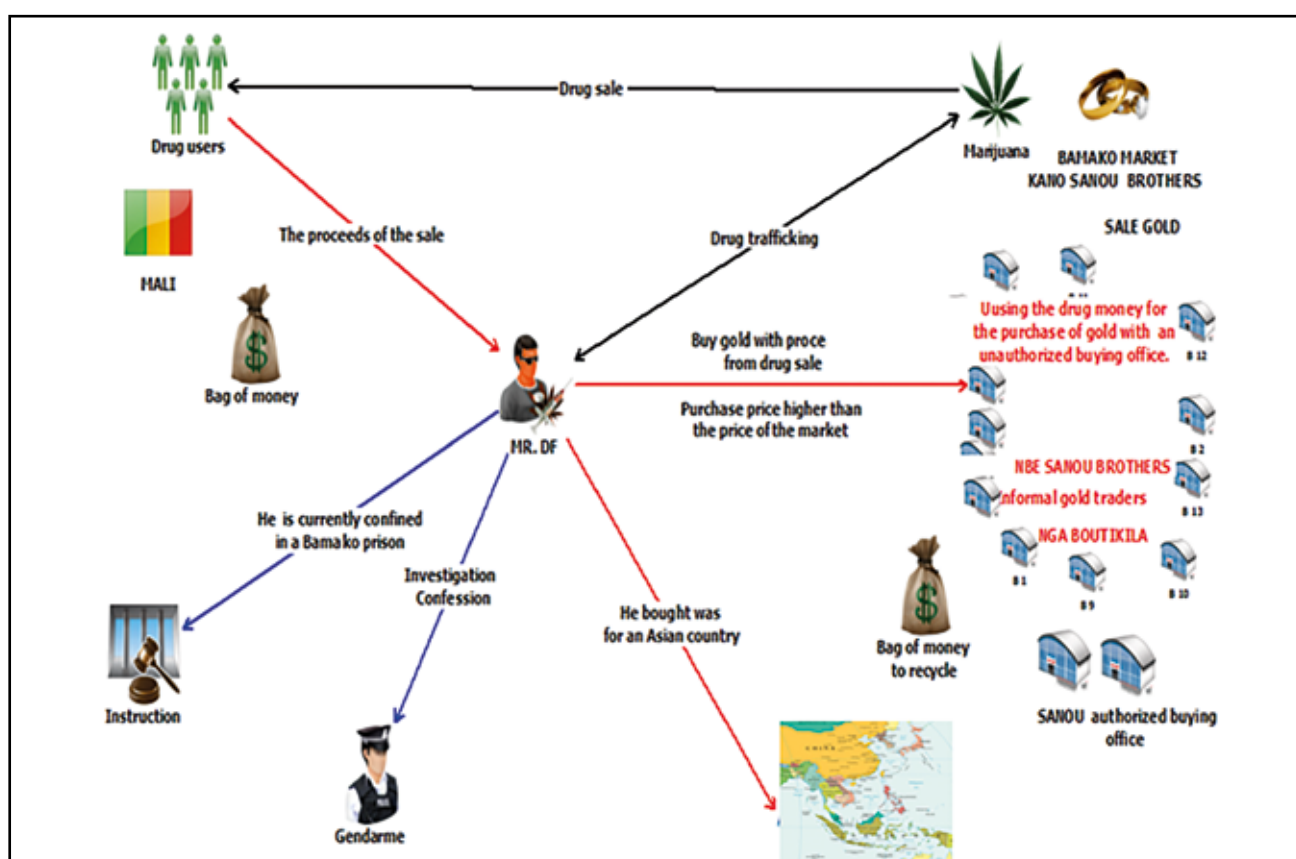 Drug sale
Drug users
Marijuana
BAMAKO MARKET
KANO SANOU BROTHERS
SALE GOLD
The proceeds of the sale
Drug trafficking
MALI
Bag of money
MR. DF
Buy gold with proce
from drug sale
Purchase price higher than
the price of the market
Uusing the drug money for
the purchase of gold with an
unauthorized buying office.
B 12
B 2
NBE SANOU BROTHERS
nformal gold traders
B 13
NGA BOUTIKILA
B 1
B 9
B 10
He is currently confined
in a Bamako prison
Investigation
Confession
He bought was
for an Asian country
Bag of money
to recycle
SANOU authorized buying
office
Instruction
Gendarme
CHINA